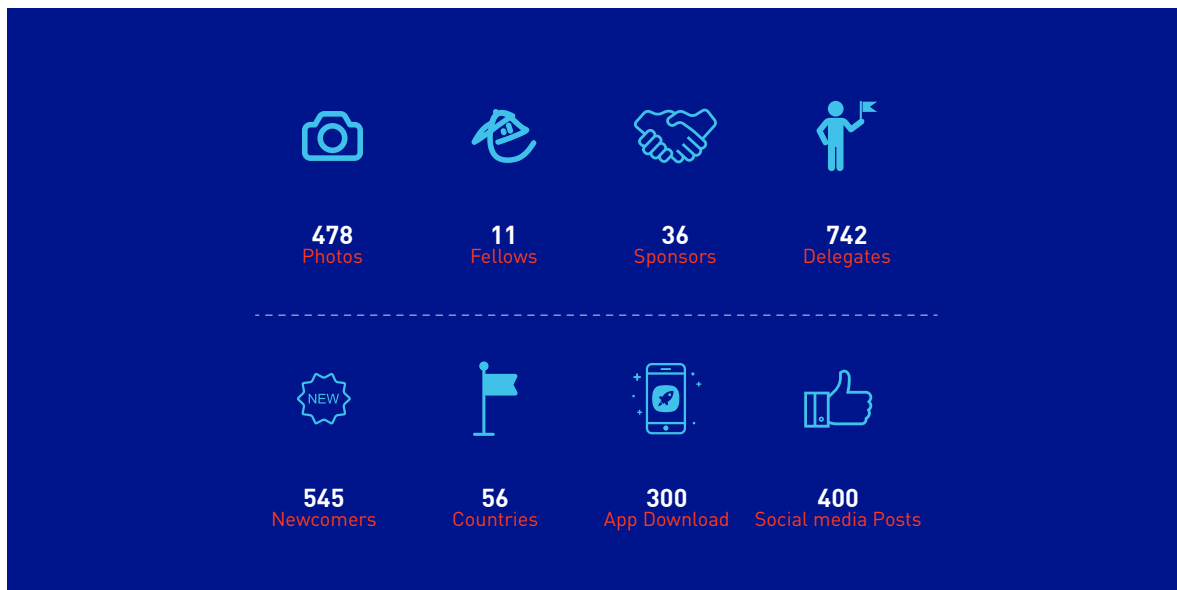 478 11 36 742
Photos Fellows Sponsors Delegates
NEW
545 56 300 400
Newcomers Countries App Download Social media Posts